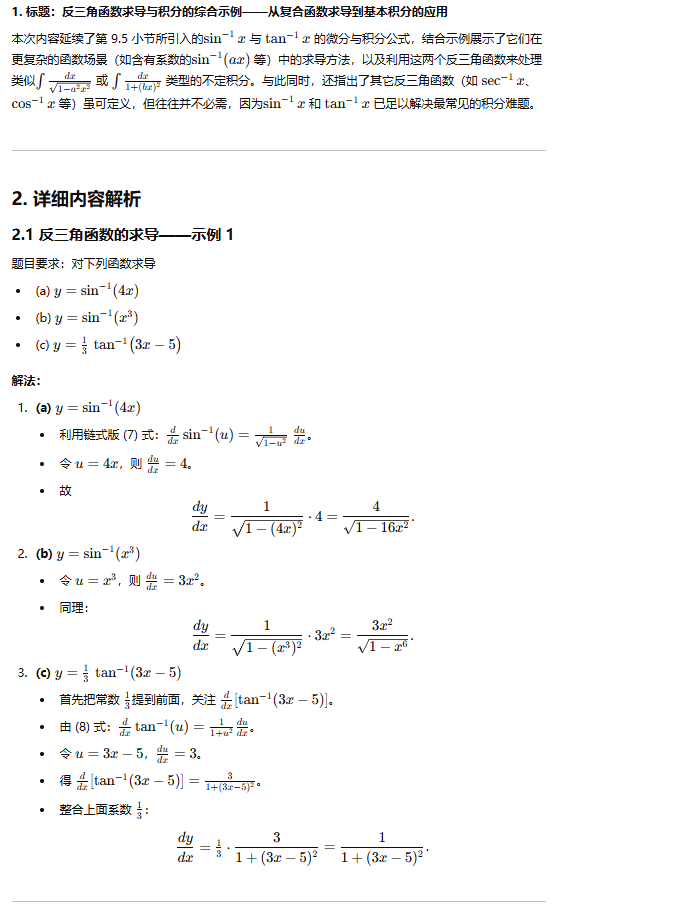 1. 标题：反三角函数求导与积分的综合示例——从复合函数求导到基本积分的应用
本次内容延续了第 9.5 小节所引入的sin⁻¹ x 与 tan⁻¹ x 的微分与积分公式，结合示例展示了它们在
更复杂的函数场景（如含有系数的sin⁻¹(ax) 等）中的求导方法，以及利用这两个反三角函数来处理
类似∫ dx/√(1−a²x²) 或 ∫ dx/(1+(bx)²) 类型的不定积分。与此同时，还指出了其它反三角函数（如 sec⁻¹ x、
cos⁻¹ x 等）虽可定义，但往往并不必需，因为sin⁻¹ x 和 tan⁻¹ x 已足以解决最常见的积分难题。
2. 详细内容解析
2.1 反三角函数的求导——示例 1
题目要求：对下列函数求导
• (a) y = sin⁻¹(4x)
• (b) y = sin⁻¹(x³)
• (c) y = 1/3 tan⁻¹(3x − 5)
解法：
1. (a) y = sin⁻¹(4x)
• 利用链式版 (7) 式：d/dx sin⁻¹(u) = 1/√(1−u²) du/dx。
• 令 u = 4x，则 du/dx = 4。
• 故
dy/dx = 1/√(1 − (4x)²) · 4 = 4/√(1 − 16x²).
2. (b) y = sin⁻¹(x³)
• 令 u = x³，则 du/dx = 3x²。
• 同理：
dy/dx = 1/√(1 − (x³)²) · 3x² = 3x²/√(1 − x⁶).
3. (c) y = 1/3 tan⁻¹(3x − 5)
• 首先把常数 1/3提到前面，关注 d/dx [tan⁻¹(3x − 5)]。
• 由 (8) 式：d/dx tan⁻¹(u) = 1/(1+u²) du/dx。
• 令 u = 3x − 5，du/dx = 3。
• 得 d/dx [tan⁻¹(3x − 5)] = 3/(1+(3x−5)²)。
• 整合上面系数 1/3：
dy/dx = 1/3 · 3/(1 + (3x − 5)²) = 1/(1 + (3x − 5)²).